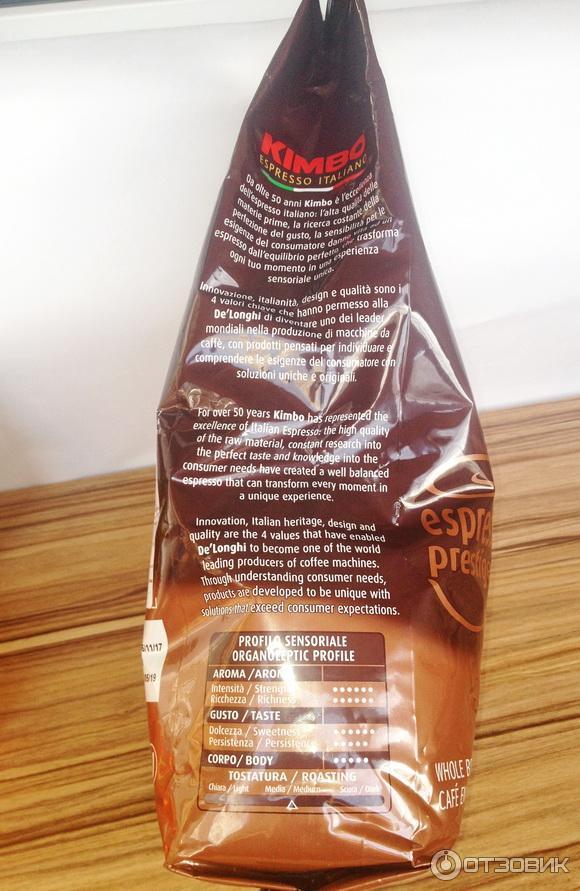 KIMBO
ESPRESSO ITALIANO
Da oltre 50 anni Kimbo è l'eccellenza
dell'espresso italiano: l'alta qualità delle
materie prime, la ricerca costante della
perfezione del gusto, la sensibilità per le
esigenze del consumatore danno vita ad un
espresso dall'equilibrio perfetto, che trasforma
ogni tuo momento in una esperienza
sensoriale unica.
Innovazione, italianità, design e qualità sono i
4 valori chiave che hanno permesso alla
De'Longhi di diventare uno dei leader
mondiali nella produzione di macchine da
caffè, con prodotti pensati per individuare e
comprendere le esigenze del consumatore con
soluzioni uniche e originali.
For over 50 years Kimbo has represented the
excellence of Italian Espresso: the high quality
of the raw material, constant research into
the perfect taste and knowledge into the
consumer needs have created a well balanced
espresso that can transform every moment in
a unique experience.
Innovation, Italian heritage, design and
quality are the 4 values that have enabled
De'Longhi to become one of the world
leading producers of coffee machines.
Through understanding consumer needs,
products are developed to be unique with
solutions that exceed consumer expectations.
espre
prestig
/11/17
05/19
PROFILO SENSORIALE
ORGANOLEPTIC PROFILE
AROMA / AROM
Intensità / Strength
Ricchezza / Richness
GUSTO / TASTE
Dolcezza / Sweetness
Persistenza / Persistence
CORPO / BODY
TOSTATURA / ROASTING
Chiara / Light Media / Medium Scura / Dark
WHOLE B
CAFÉ E
ОТЗОВИК